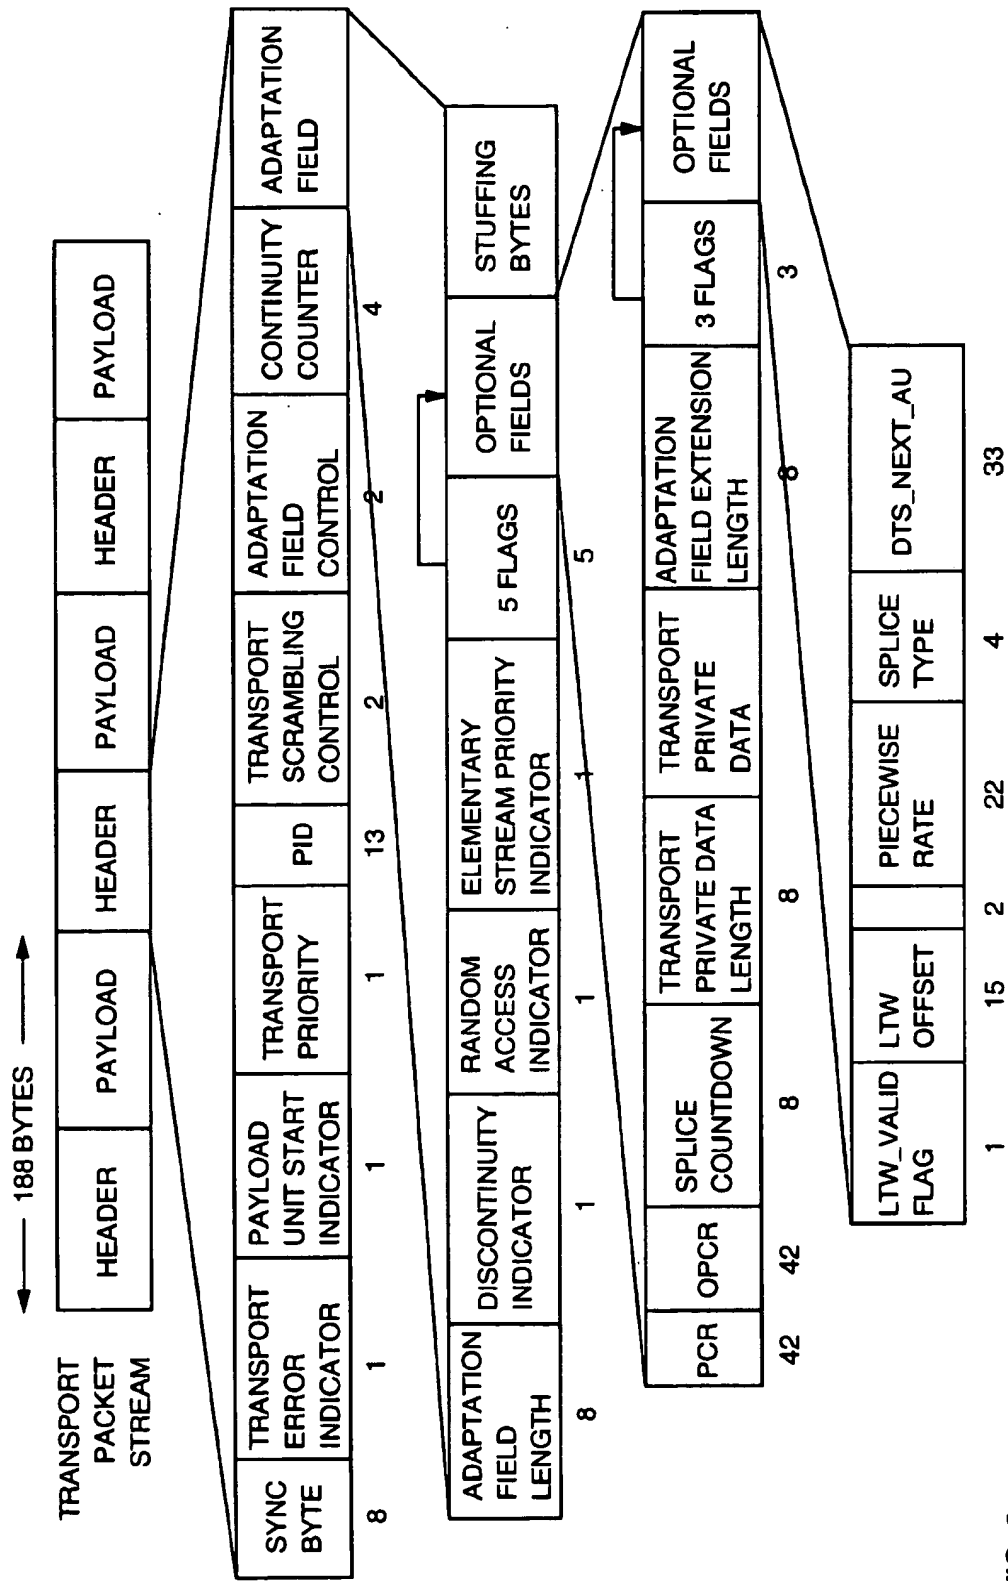 188 BYTES
TRANSPORT
PACKET
STREAM
HEADER
PAYLOAD
HEADER
PAYLOAD
HEADER
PAYLOAD
SYNC
BYTE
TRANSPORT
ERROR
INDICATOR
PAYLOAD
UNIT START
INDICATOR
TRANSPORT
PRIORITY
PID
TRANSPORT
SCRAMBLING
CONTROL
ADAPTATION
FIELD
CONTROL
CONTINUITY
COUNTER
ADAPTATION
FIELD
8 1 1 1 13 2 2 4
ADAPTATION
FIELD
LENGTH
DISCONTINUITY
INDICATOR
RANDOM
ACCESS
INDICATOR
ELEMENTARY
STREAM PRIORITY
INDICATOR
5 FLAGS
OPTIONAL
FIELDS
STUFFING
BYTES
8 1 1 1 5
PCR
OPCR
SPLICE
COUNTDOWN
TRANSPORT
PRIVATE DATA
LENGTH
TRANSPORT
PRIVATE
DATA
ADAPTATION
FIELD EXTENSION
LENGTH
3 FLAGS
OPTIONAL
FIELDS
42 42 8 8 8 3
LTW_VALID
FLAG
LTW
OFFSET
PIECEWISE
RATE
SPLICE
TYPE
DTS_NEXT_AU
1 15 2 22 4 33